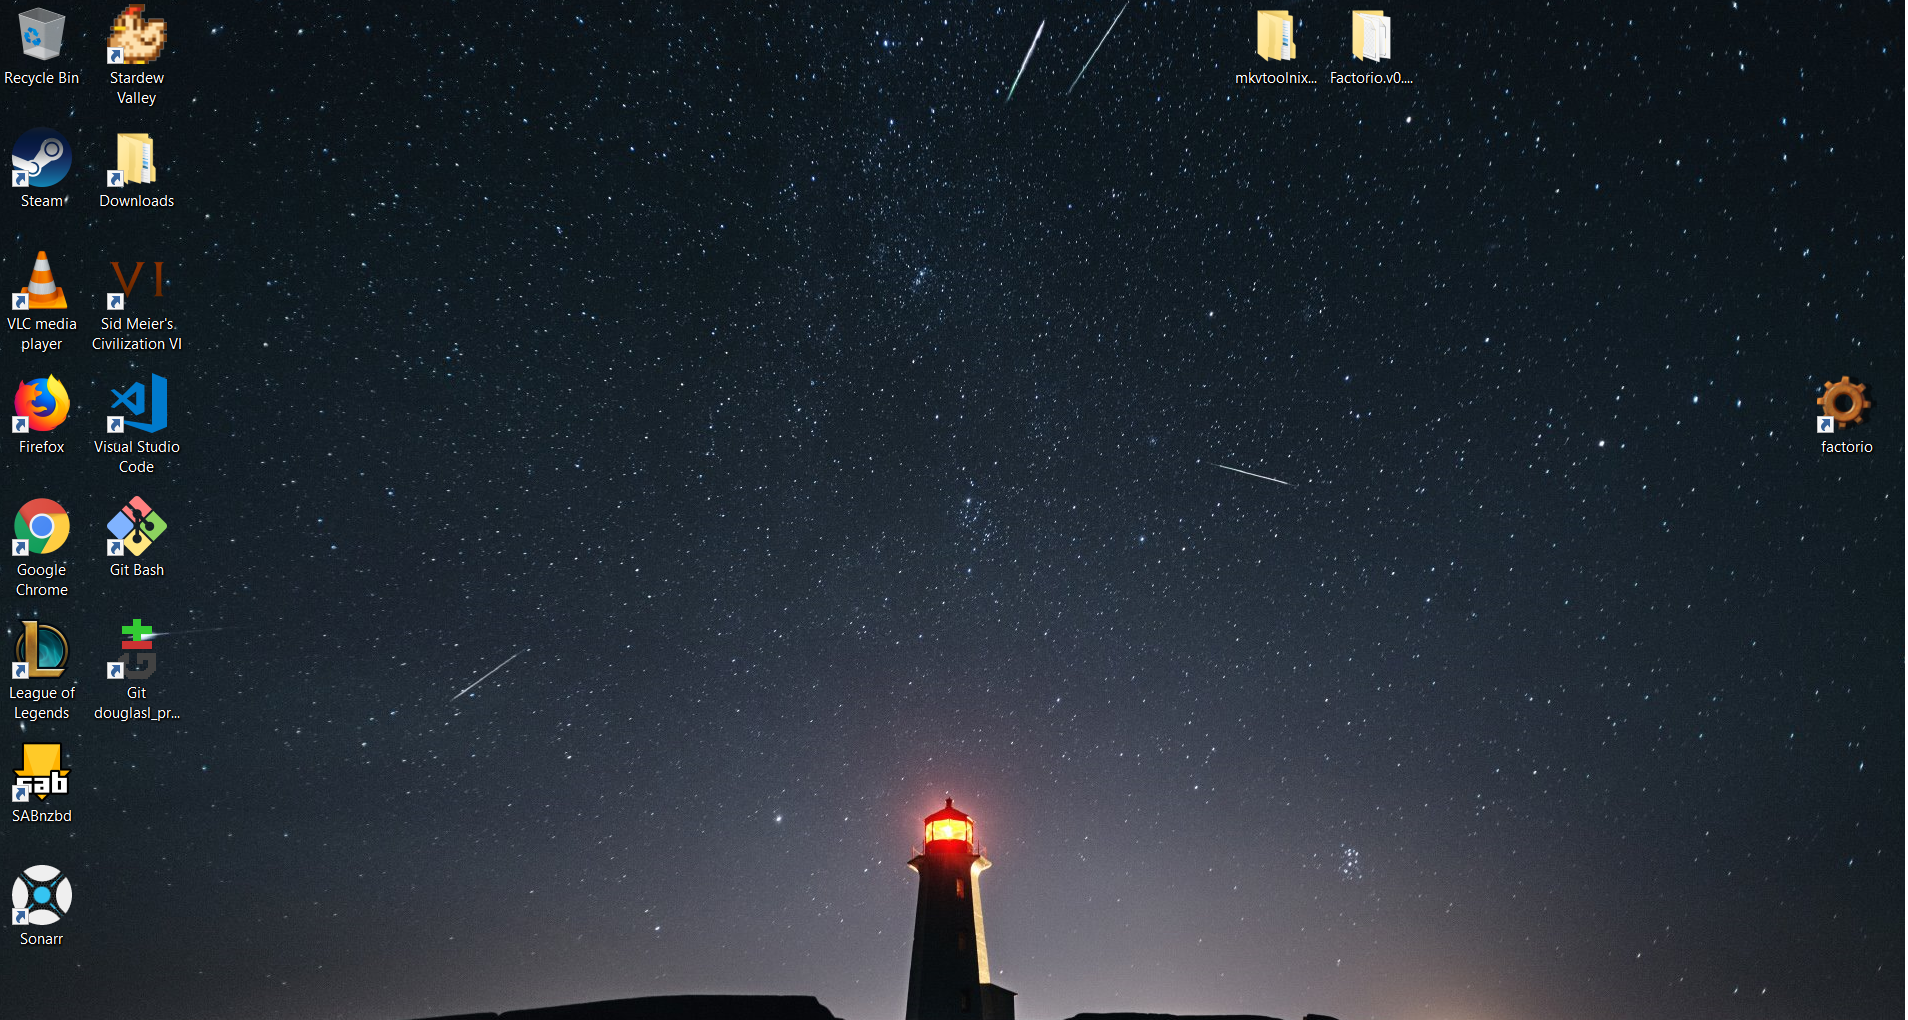 Recycle Bin
Stardew
Valley
mkvtoolnix...
Factorio.v0....
Steam
Downloads
VI
VLC media
player
Sid Meier's
Civilization VI
Firefox
Visual Studio
Code
factorio
Google
Chrome
Git Bash
League of
Legends
Git
douglasl_pr...
sab
SABnzbd
Sonarr